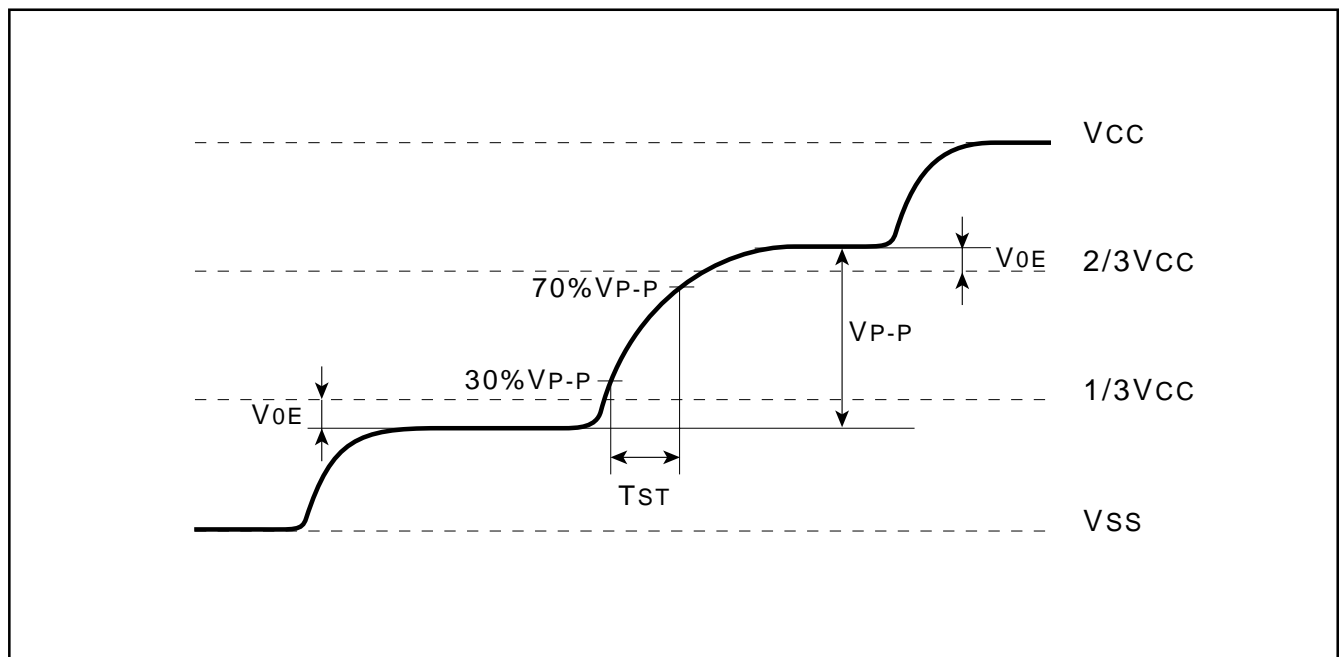 VCC
V0E
2/3VCC
70%VP-P
VP-P
30%VP-P
1/3VCC
V0E
TST
VSS